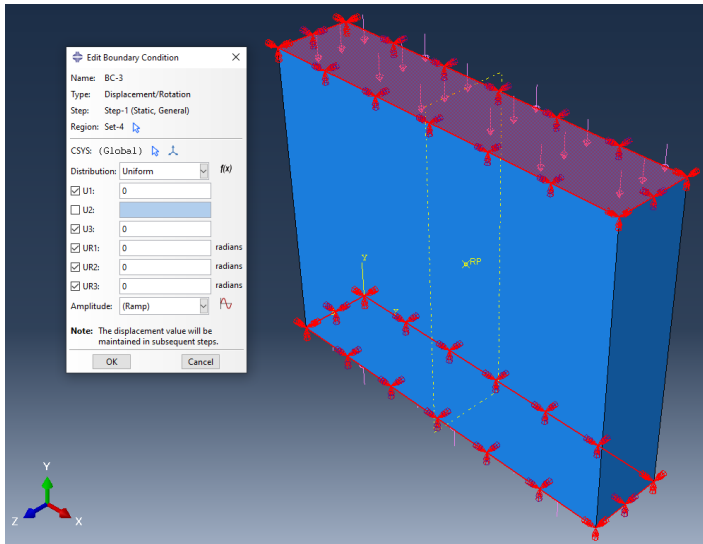 Edit Boundary Condition
Name: BC-3
Type: Displacement/Rotation
Step: Step-1 (Static, General)
Region: Set-4
CSYS: (Global)
Distribution: Uniform f(x)
U1: 0
U2:
U3: 0
UR1: 0 radians
UR2: 0 radians
UR3: 0 radians
Amplitude: (Ramp)
Note: The displacement value will be
maintained in subsequent steps.
OK Cancel
Y
RP
X
Y
Z
X